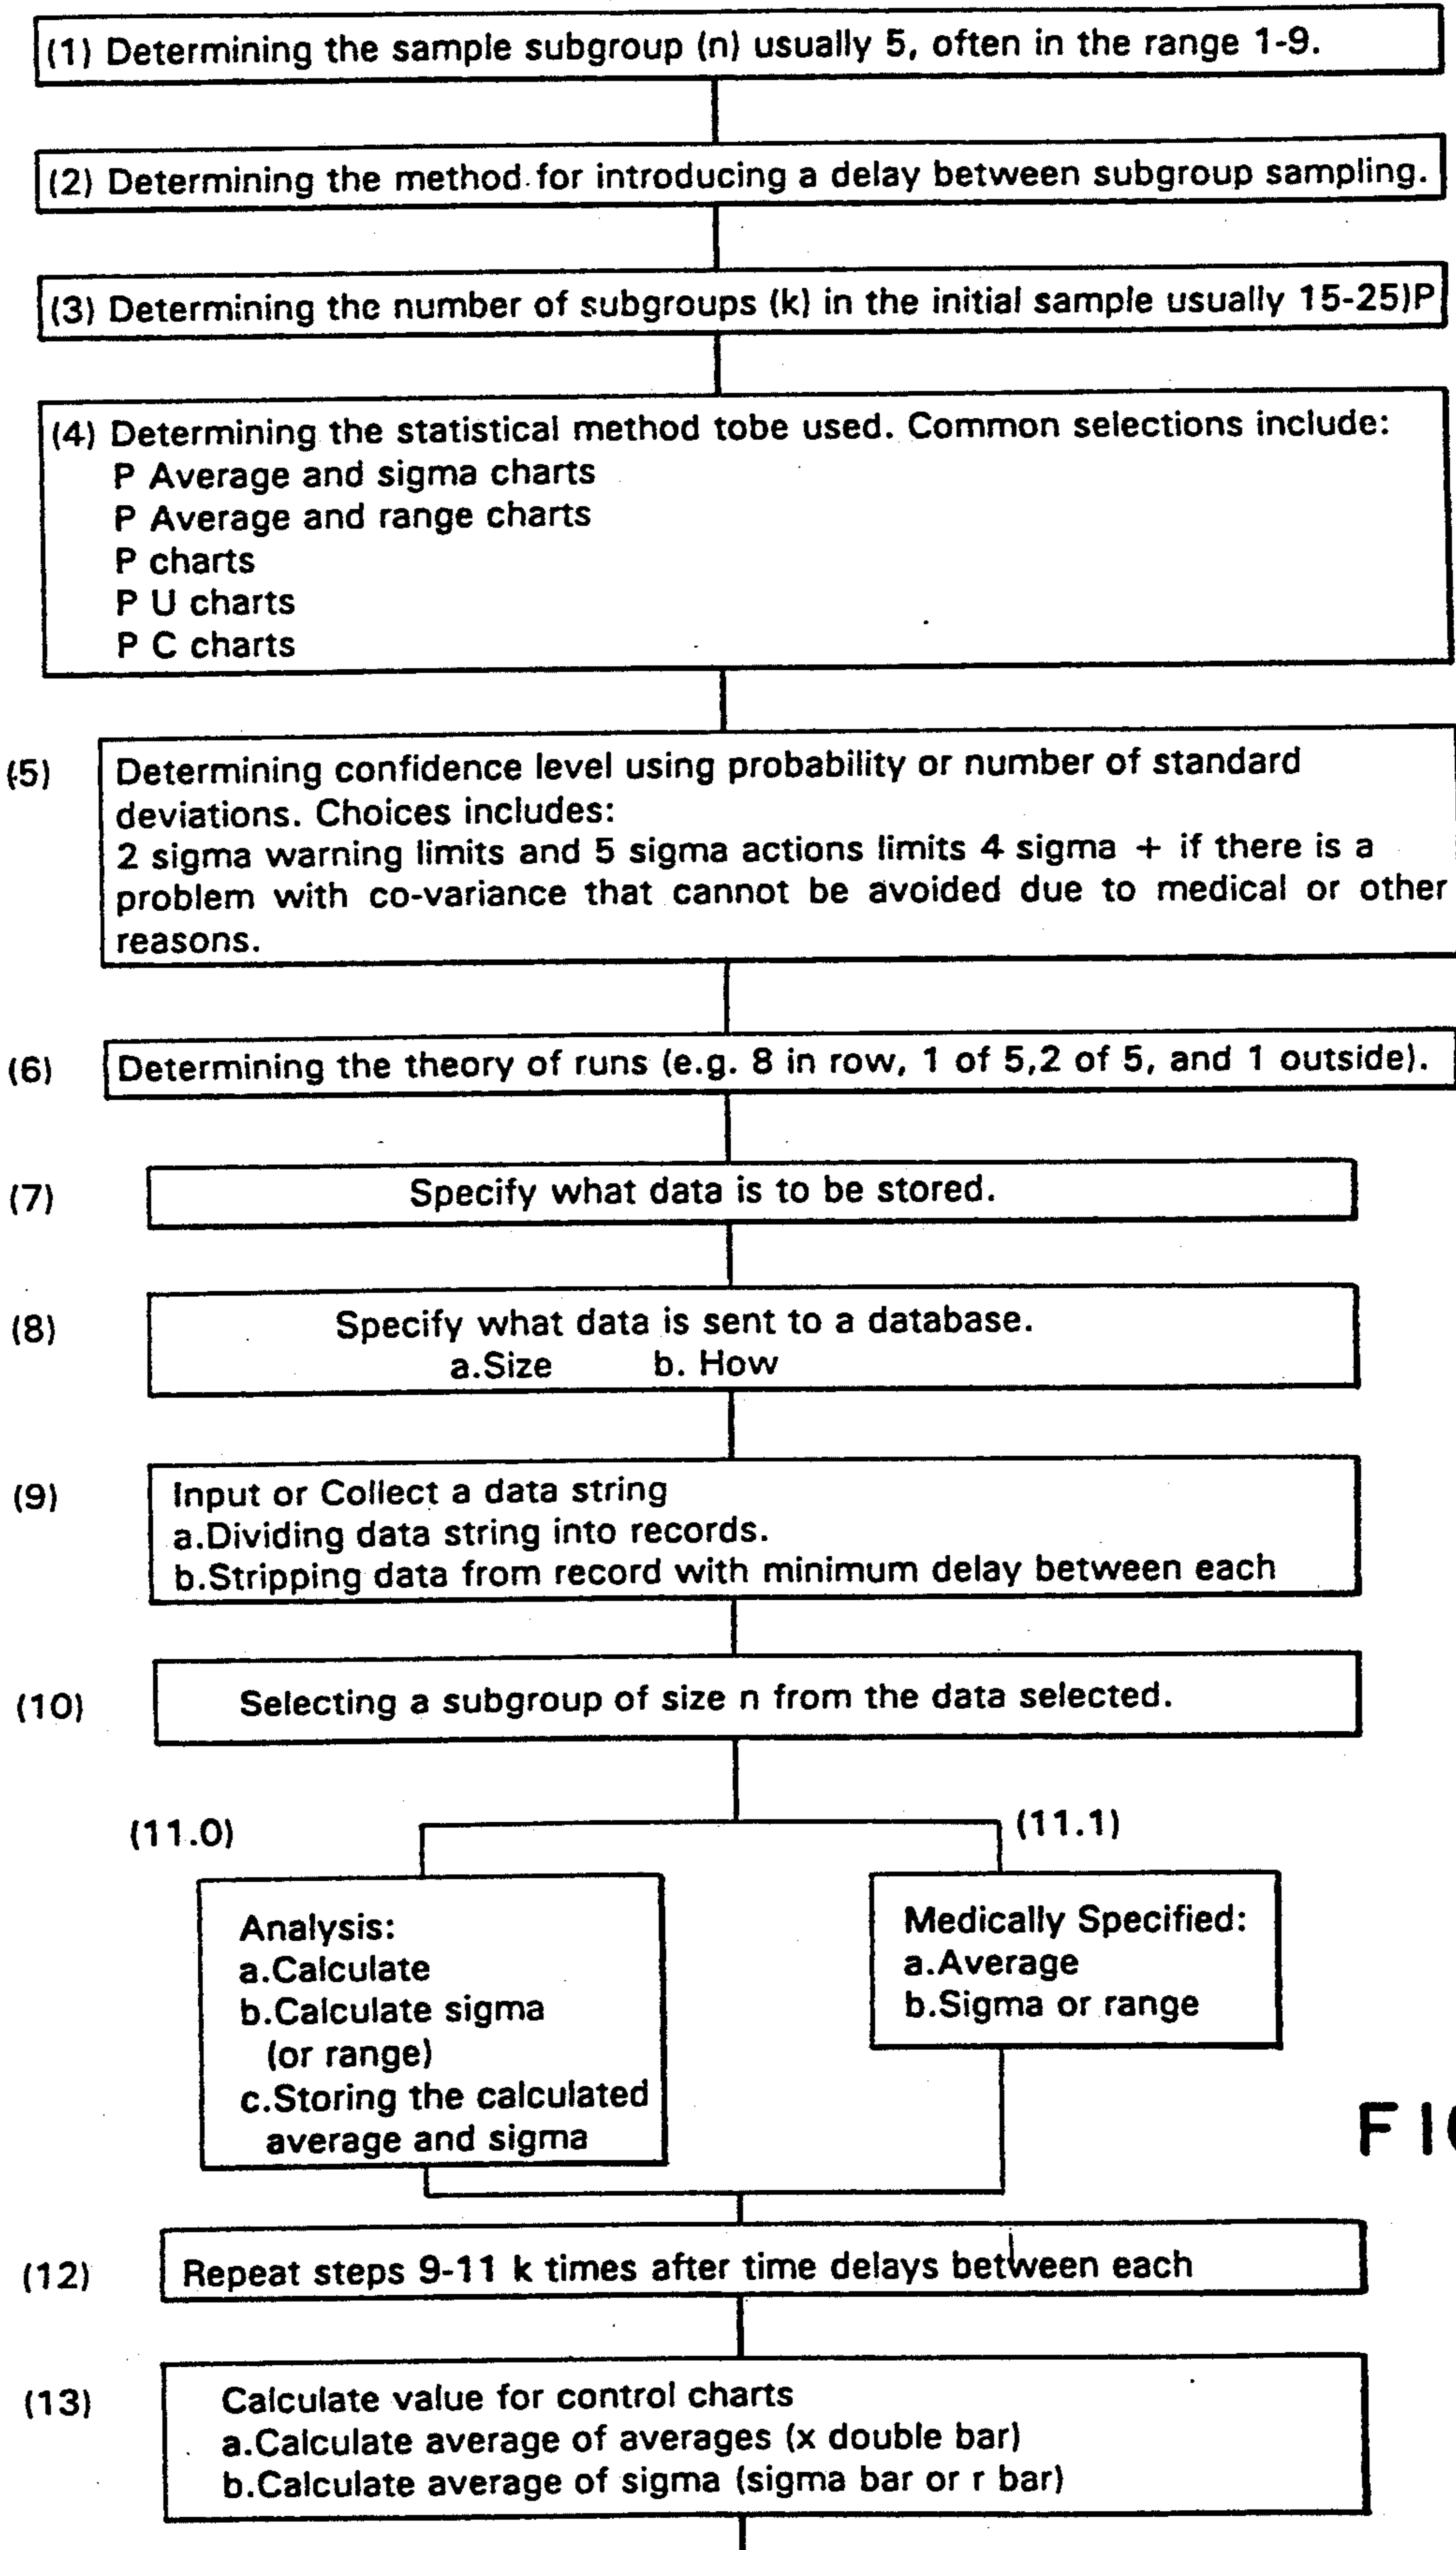 (1) Determining the sample subgroup (n) usually 5, often in the range 1-9.
(2) Determining the method for introducing a delay between subgroup sampling.
(3) Determining the number of subgroups (k) in the initial sample usually 15-25)P
(4) Determining the statistical method tobe used. Common selections include:
P Average and sigma charts
P Average and range charts
P charts
P U charts
P C charts
(5) Determining confidence level using probability or number of standard
deviations. Choices includes:
2 sigma warning limits and 5 sigma actions limits 4 sigma + if there is a
problem with co-variance that cannot be avoided due to medical or other
reasons.
(6) Determining the theory of runs (e.g. 8 in row, 1 of 5,2 of 5, and 1 outside).
(7) Specify what data is to be stored.
(8) Specify what data is sent to a database.
a.Size b. How
(9) Input or Collect a data string
a.Dividing data string into records.
b.Stripping data from record with minimum delay between each
(10) Selecting a subgroup of size n from the data selected.
(11.0)
Analysis:
a.Calculate
b.Calculate sigma
(or range)
c.Storing the calculated
average and sigma
(11.1)
Medically Specified:
a.Average
b.Sigma or range
(12) Repeat steps 9-11 k times after time delays between each
(13) Calculate value for control charts
a.Calculate average of averages (x double bar)
b.Calculate average of sigma (sigma bar or r bar)